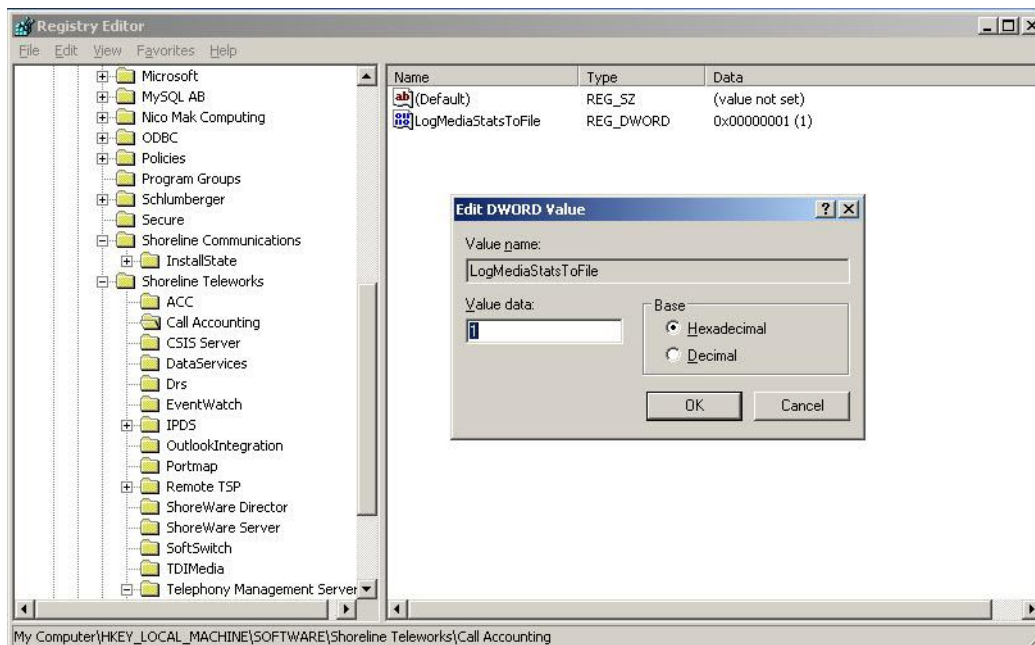 Registry Editor
File Edit View Favorites Help
Microsoft
MySQL AB
Nico Mak Computing
ODBC
Policies
Program Groups
Schlumberger
Secure
Shoreline Communications
InstallState
Shoreline Teleworks
ACC
Call Accounting
CSIS Server
DataServices
Drs
EventWatch
IPDS
OutlookIntegration
Portmap
Remote TSP
ShoreWare Director
ShoreWare Server
SoftSwitch
TDIMedia
Telephony Management Server
Name Type Data
(Default) REG_SZ (value not set)
LogMediaStatsToFile REG_DWORD 0x00000001 (1)
Edit DWORD Value
Value name:
LogMediaStatsToFile
Value data:
1
Base
Hexadecimal
Decimal
OK Cancel
My Computer\HKEY_LOCAL_MACHINE\SOFTWARE\Shoreline Teleworks\Call Accounting